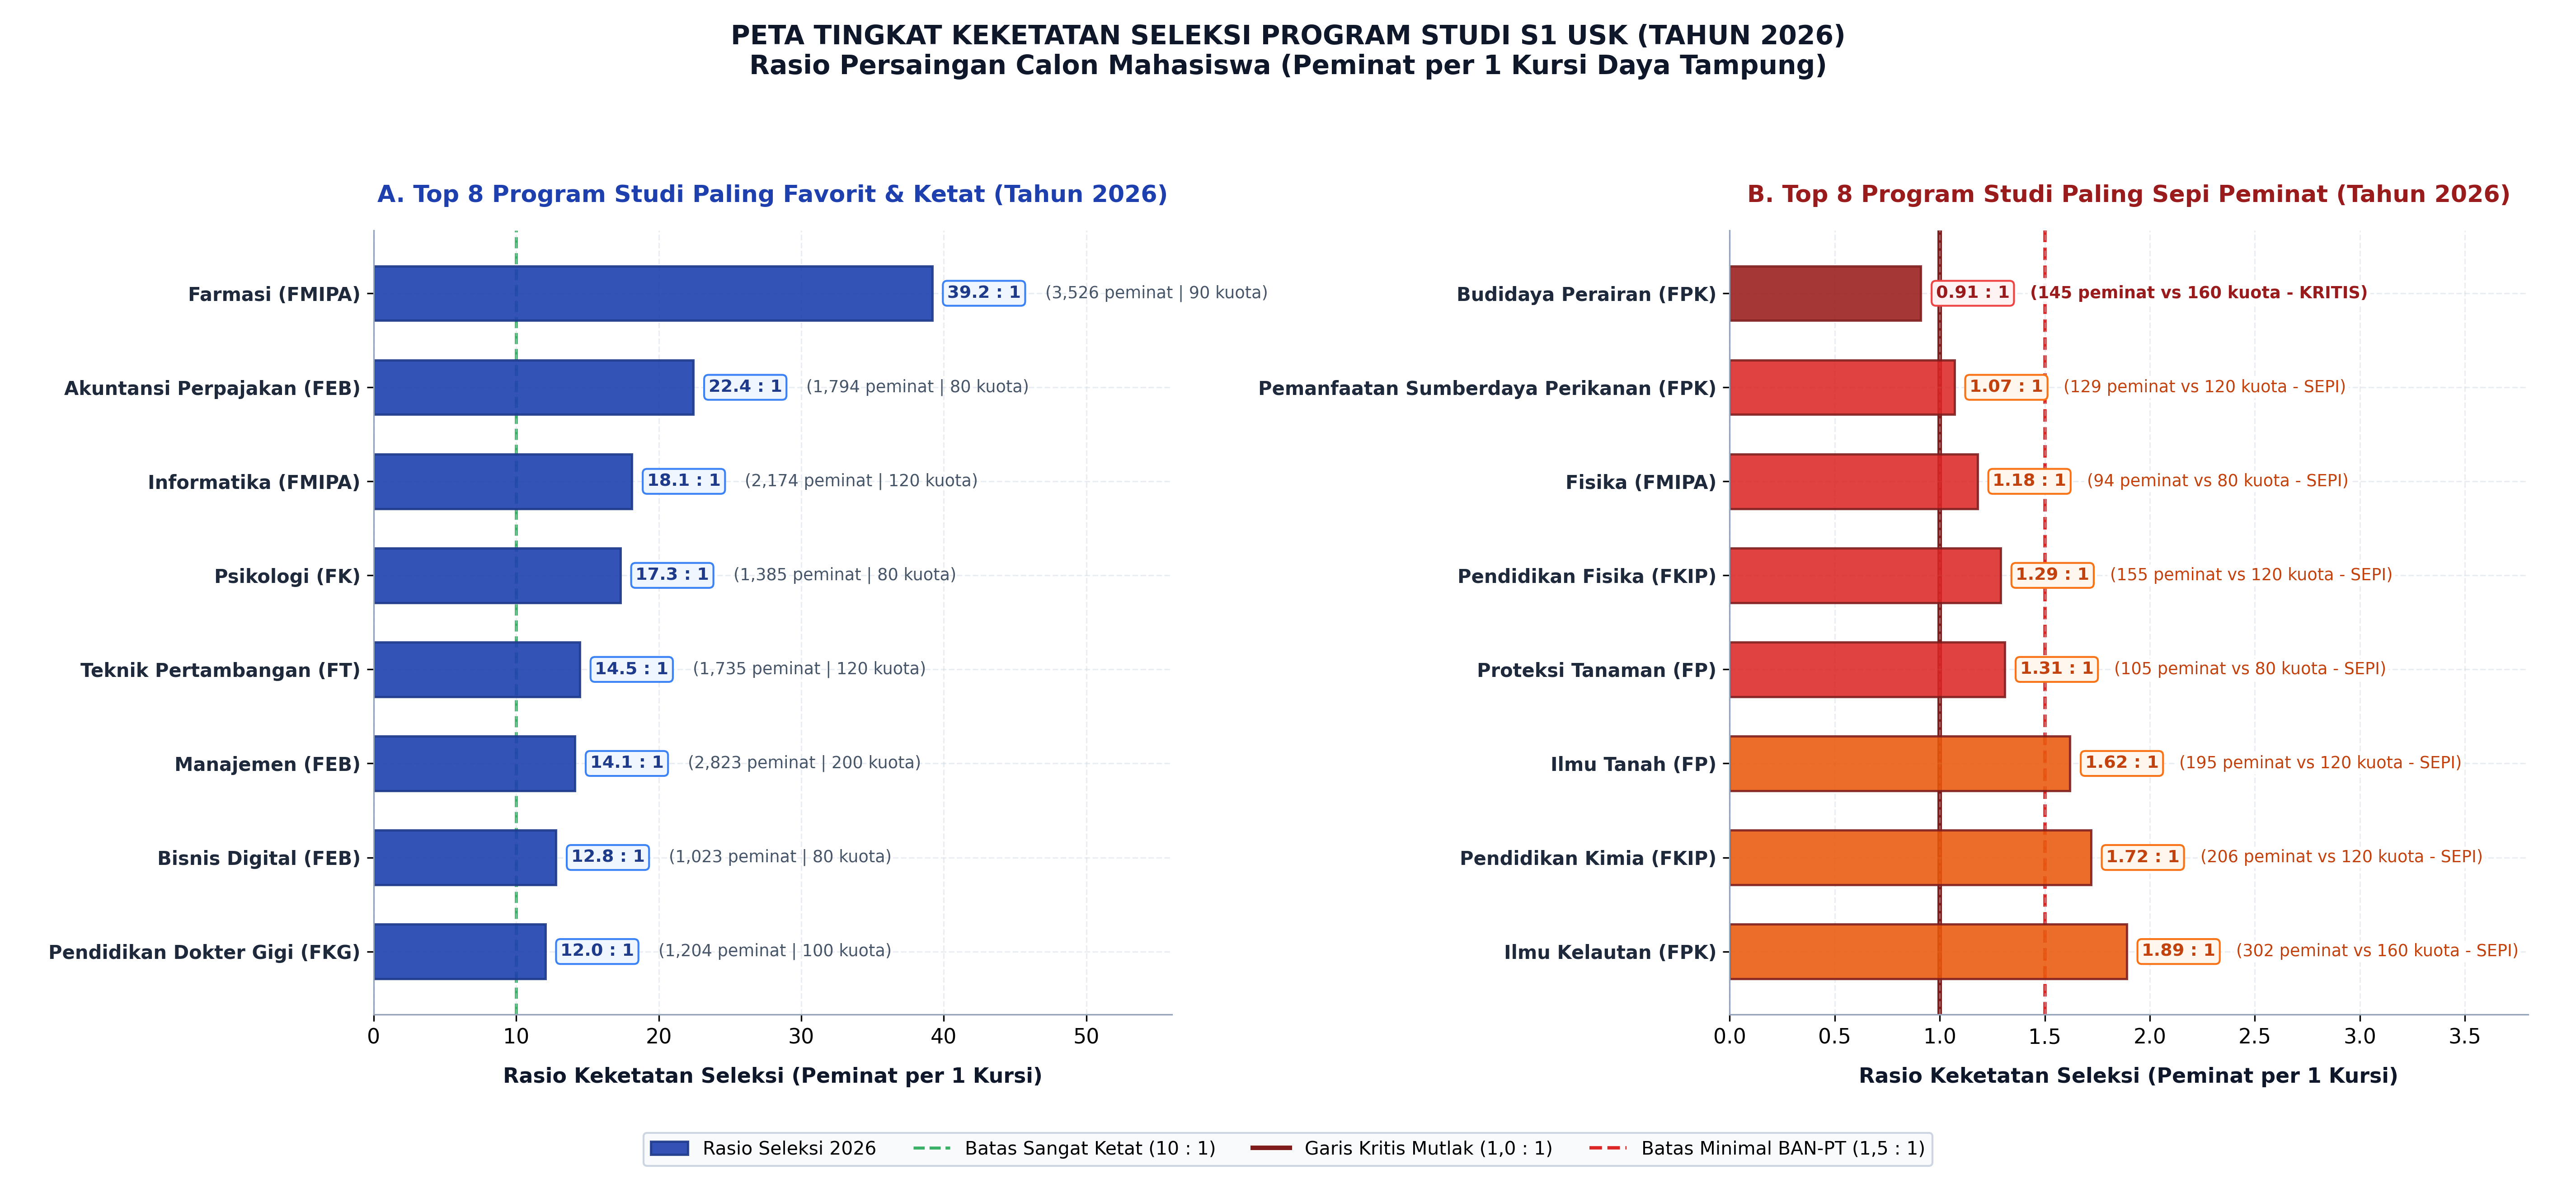 PETA TINGKAT KEKETATAN SELEKSI PROGRAM STUDI S1 USK (TAHUN 2026)
Rasio Persaingan Calon Mahasiswa (Peminat per 1 Kursi Daya Tampung)
A. Top 8 Program Studi Paling Favorit & Ketat (Tahun 2026)
Farmasi (FMIPA) 39.2 : 1 (3,526 peminat | 90 kuota)
Akuntansi Perpajakan (FEB) 22.4 : 1 (1,794 peminat | 80 kuota)
Informatika (FMIPA) 18.1 : 1 (2,174 peminat | 120 kuota)
Psikologi (FK) 17.3 : 1 (1,385 peminat | 80 kuota)
Teknik Pertambangan (FT) 14.5 : 1 (1,735 peminat | 120 kuota)
Manajemen (FEB) 14.1 : 1 (2,823 peminat | 200 kuota)
Bisnis Digital (FEB) 12.8 : 1 (1,023 peminat | 80 kuota)
Pendidikan Dokter Gigi (FKG) 12.0 : 1 (1,204 peminat | 100 kuota)
0 10 20 30 40 50
Rasio Keketatan Seleksi (Peminat per 1 Kursi)
B. Top 8 Program Studi Paling Sepi Peminat (Tahun 2026)
Budidaya Perairan (FPK) 0.91 : 1 (145 peminat vs 160 kuota - KRITIS)
Pemanfaatan Sumberdaya Perikanan (FPK) 1.07 : 1 (129 peminat vs 120 kuota - SEPI)
Fisika (FMIPA) 1.18 : 1 (94 peminat vs 80 kuota - SEPI)
Pendidikan Fisika (FKIP) 1.29 : 1 (155 peminat vs 120 kuota - SEPI)
Proteksi Tanaman (FP) 1.31 : 1 (105 peminat vs 80 kuota - SEPI)
Ilmu Tanah (FP) 1.62 : 1 (195 peminat vs 120 kuota - SEPI)
Pendidikan Kimia (FKIP) 1.72 : 1 (206 peminat vs 120 kuota - SEPI)
Ilmu Kelautan (FPK) 1.89 : 1 (302 peminat vs 160 kuota - SEPI)
0.0 0.5 1.0 1.5 2.0 2.5 3.0 3.5
Rasio Keketatan Seleksi (Peminat per 1 Kursi)
Rasio Seleksi 2026 Batas Sangat Ketat (10 : 1) Garis Kritis Mutlak (1,0 : 1) Batas Minimal BAN-PT (1,5 : 1)